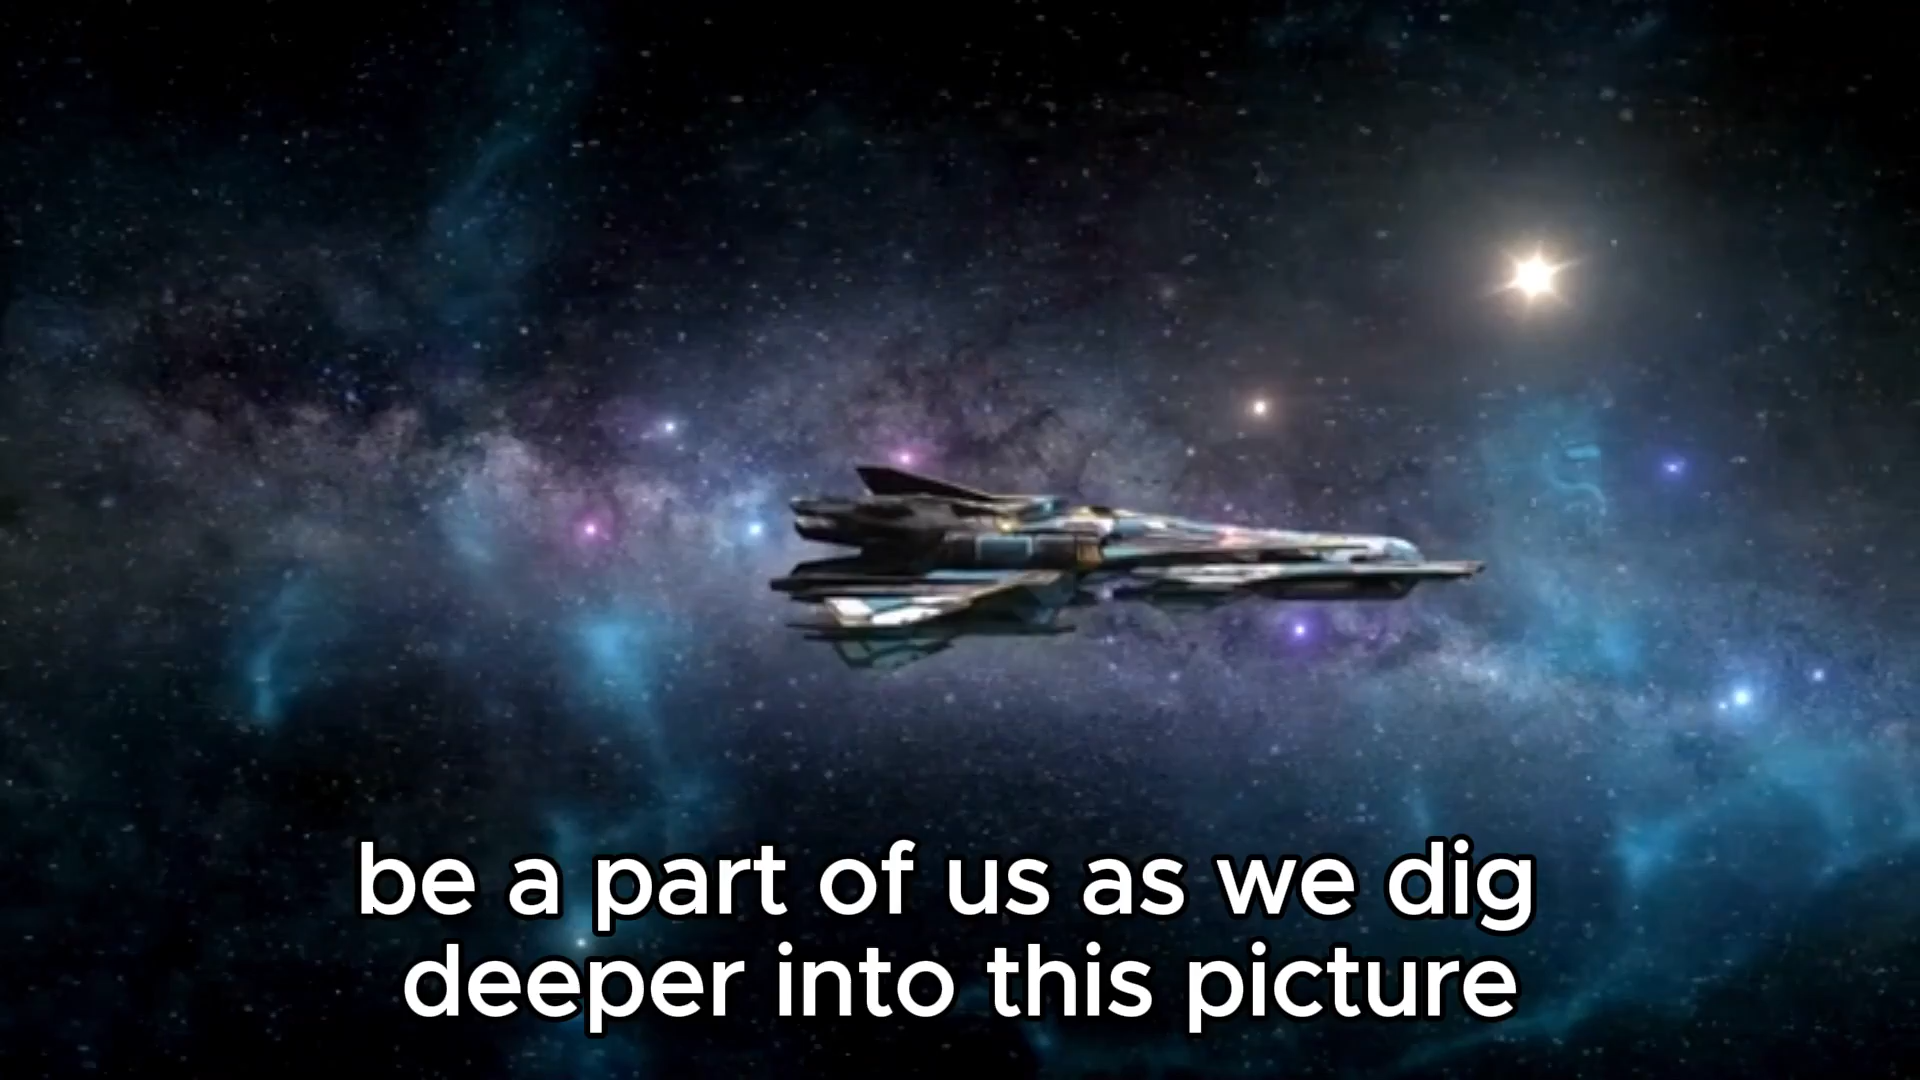 be a part of us as we dig
deeper into this picture